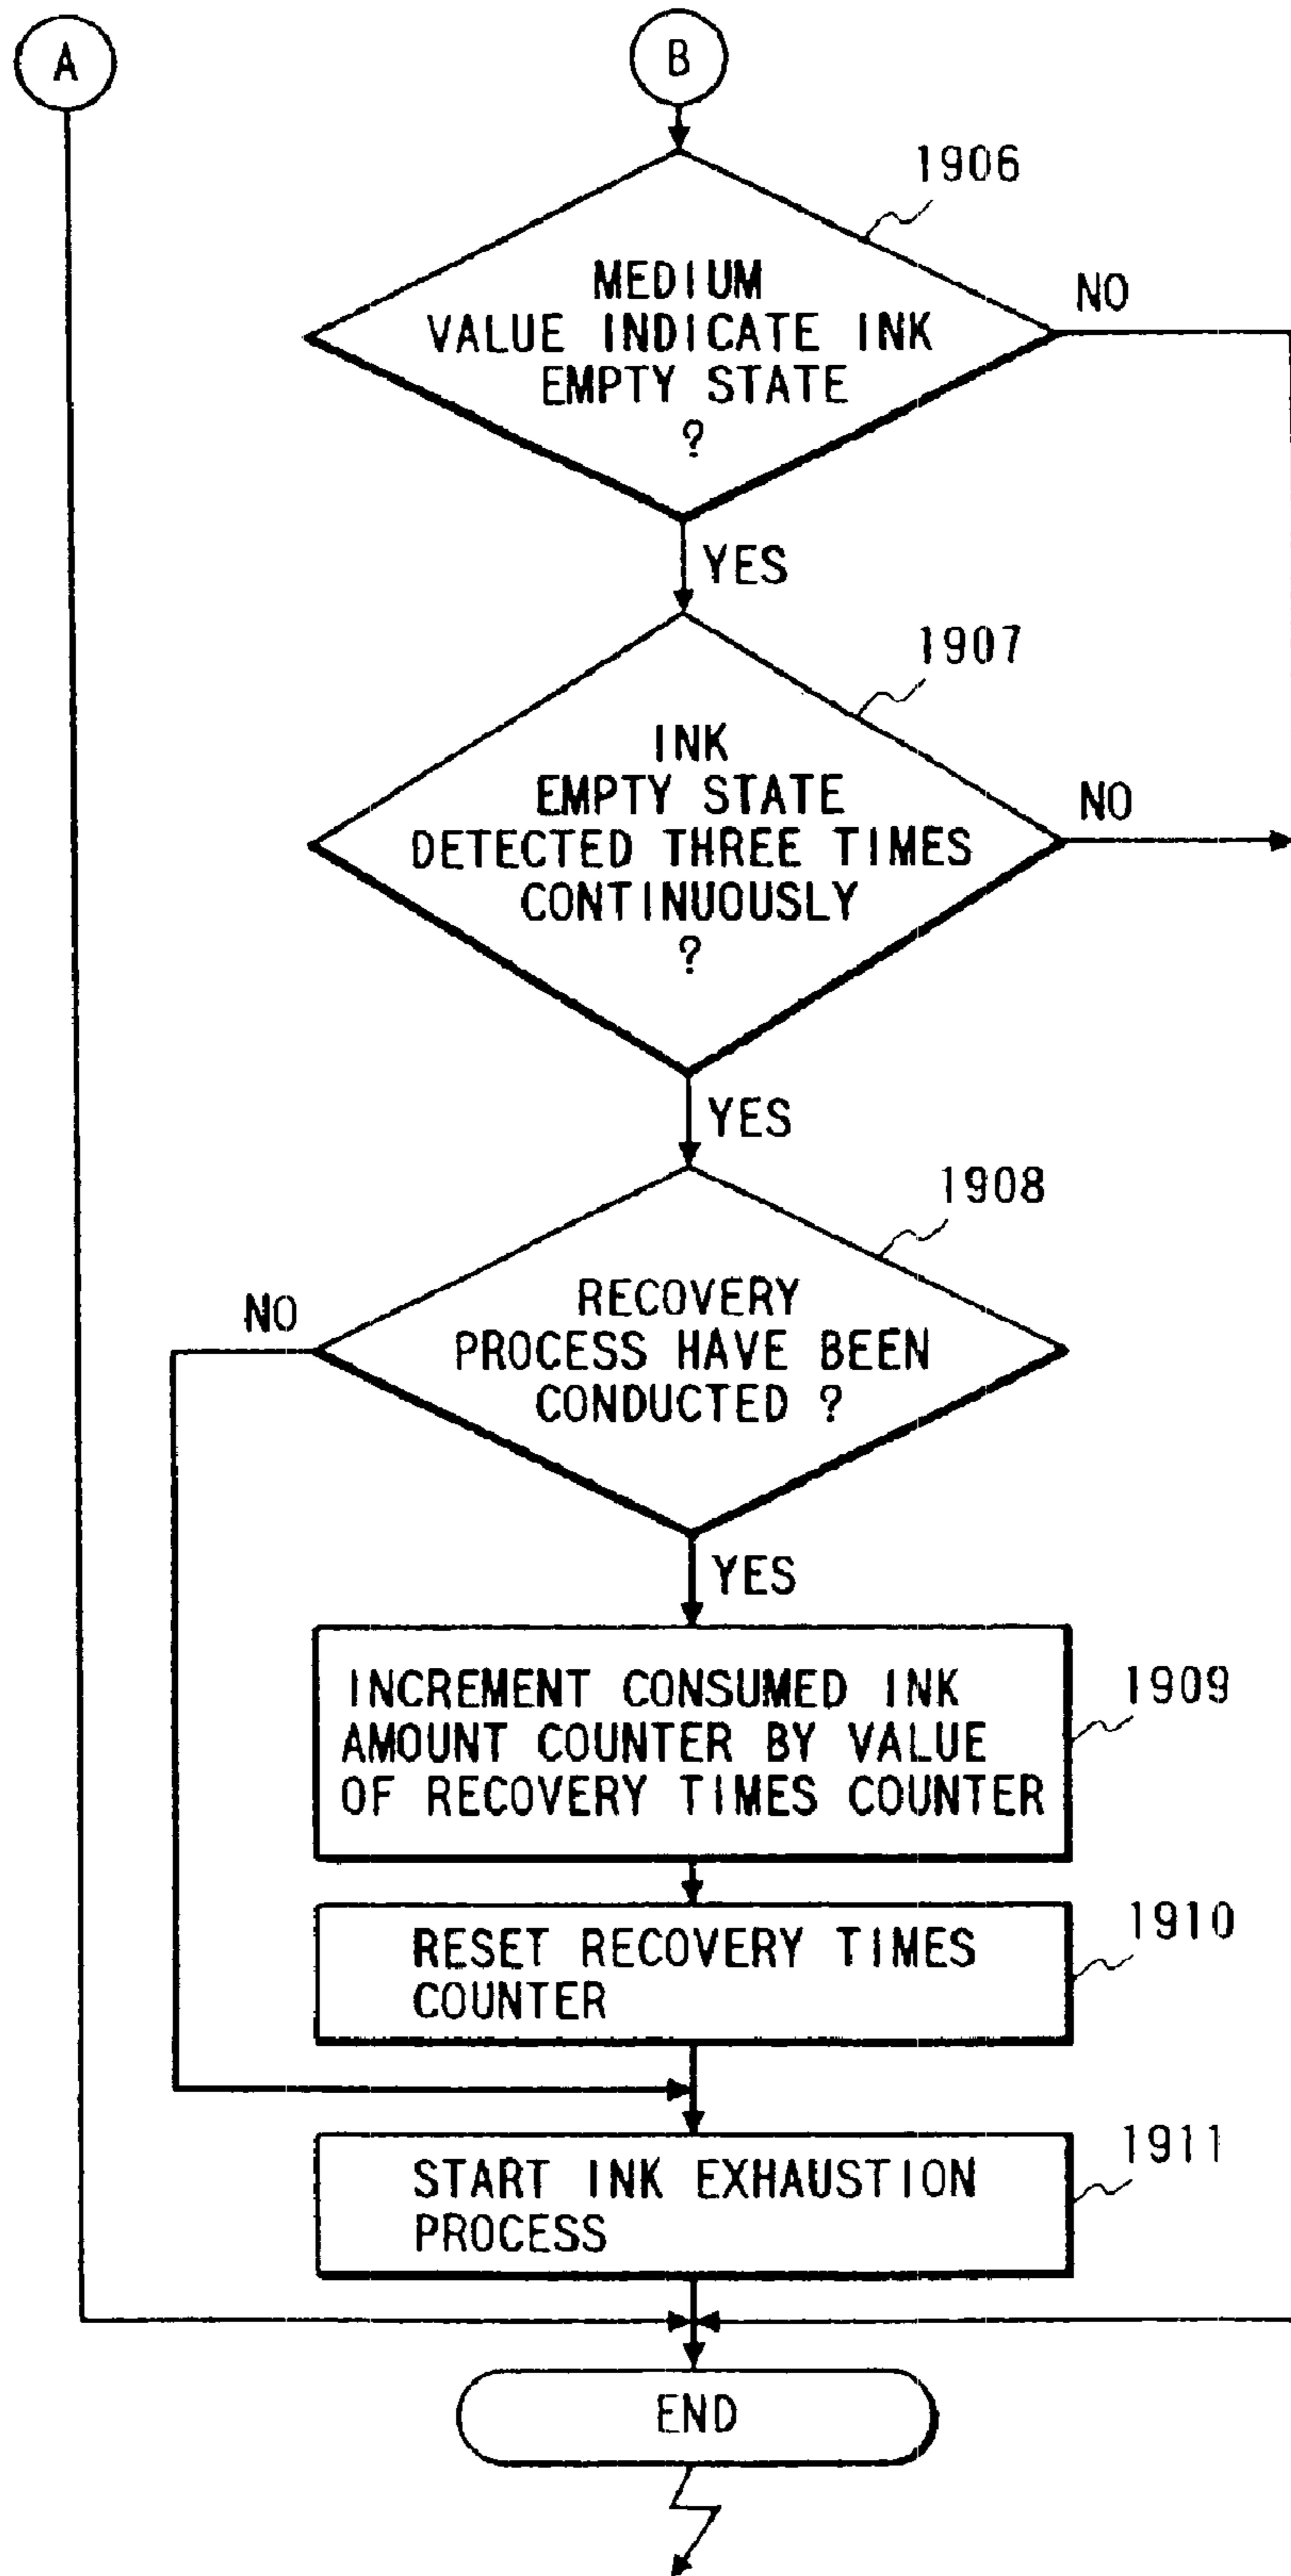 A
B
1906
MEDIUM
VALUE INDICATE INK
EMPTY STATE
?
NO
YES
1907
INK
EMPTY STATE
DETECTED THREE TIMES
CONTINUOUSLY
?
NO
YES
1908
RECOVERY
PROCESS HAVE BEEN
CONDUCTED ?
NO
YES
INCREMENT CONSUMED INK
AMOUNT COUNTER BY VALUE
OF RECOVERY TIMES COUNTER
1909
RESET RECOVERY TIMES
COUNTER
1910
START INK EXHAUSTION
PROCESS
1911
END